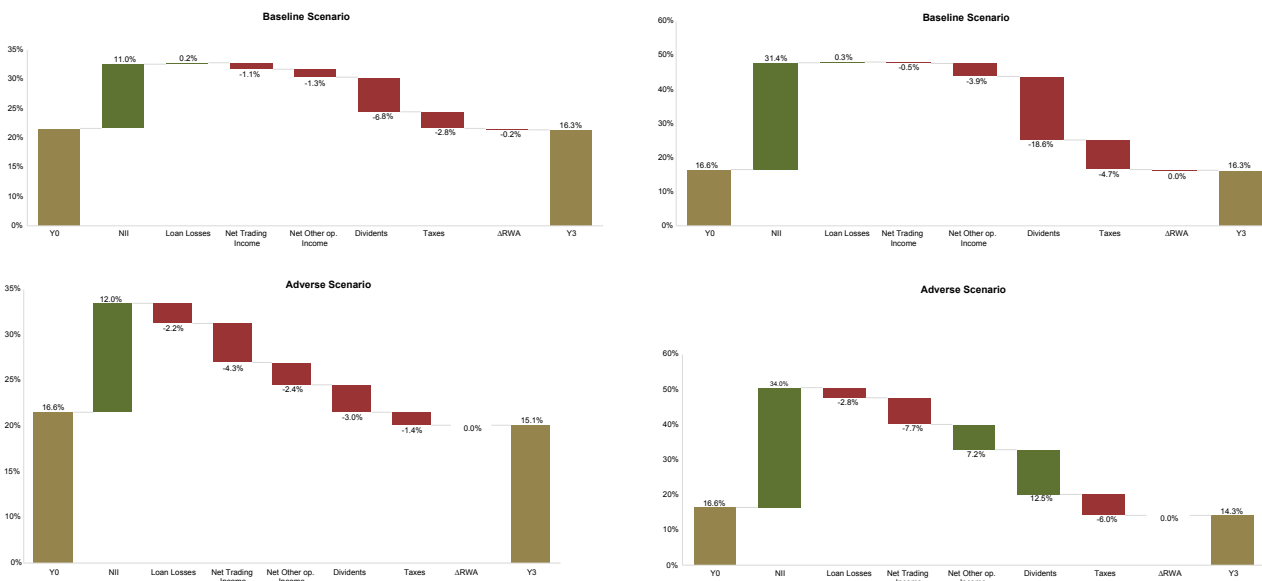 Baseline Scenario
35%
30%
25%
20%
15%
10%
0%
11.0%
0.2%
-1.1%
-1.3%
-6.8%
-2.8%
-0.2%
16.3%
Y0
NII
Loan Losses
Net Trading
Income
Net Other op.
Income
Dividents
Taxes
ΔRWA
Y3
Baseline Scenario
60%
50%
40%
30%
20%
10%
0%
16.6%
31.4%
0.3%
-0.5%
-3.9%
-18.6%
-4.7%
0.0%
16.3%
Y0
NII
Loan Losses
Net Trading
Income
Net Other op.
Income
Dividents
Taxes
ΔRWA
Y3
Adverse Scenario
35%
30%
25%
20%
15%
10%
0%
16.6%
12.0%
-2.2%
-4.3%
-2.4%
-3.0%
-1.4%
0.0%
15.1%
Y0
NII
Loan Losses
Net Trading
Income
Net Other op.
Income
Dividents
Taxes
ΔRWA
Y3
Adverse Scenario
60%
50%
40%
30%
20%
10%
0%
16.6%
34.0%
-2.8%
-7.7%
7.2%
12.5%
-6.0%
0.0%
14.3%
Y0
NII
Loan Losses
Net Trading
Income
Net Other op.
Income
Dividents
Taxes
ΔRWA
Y3